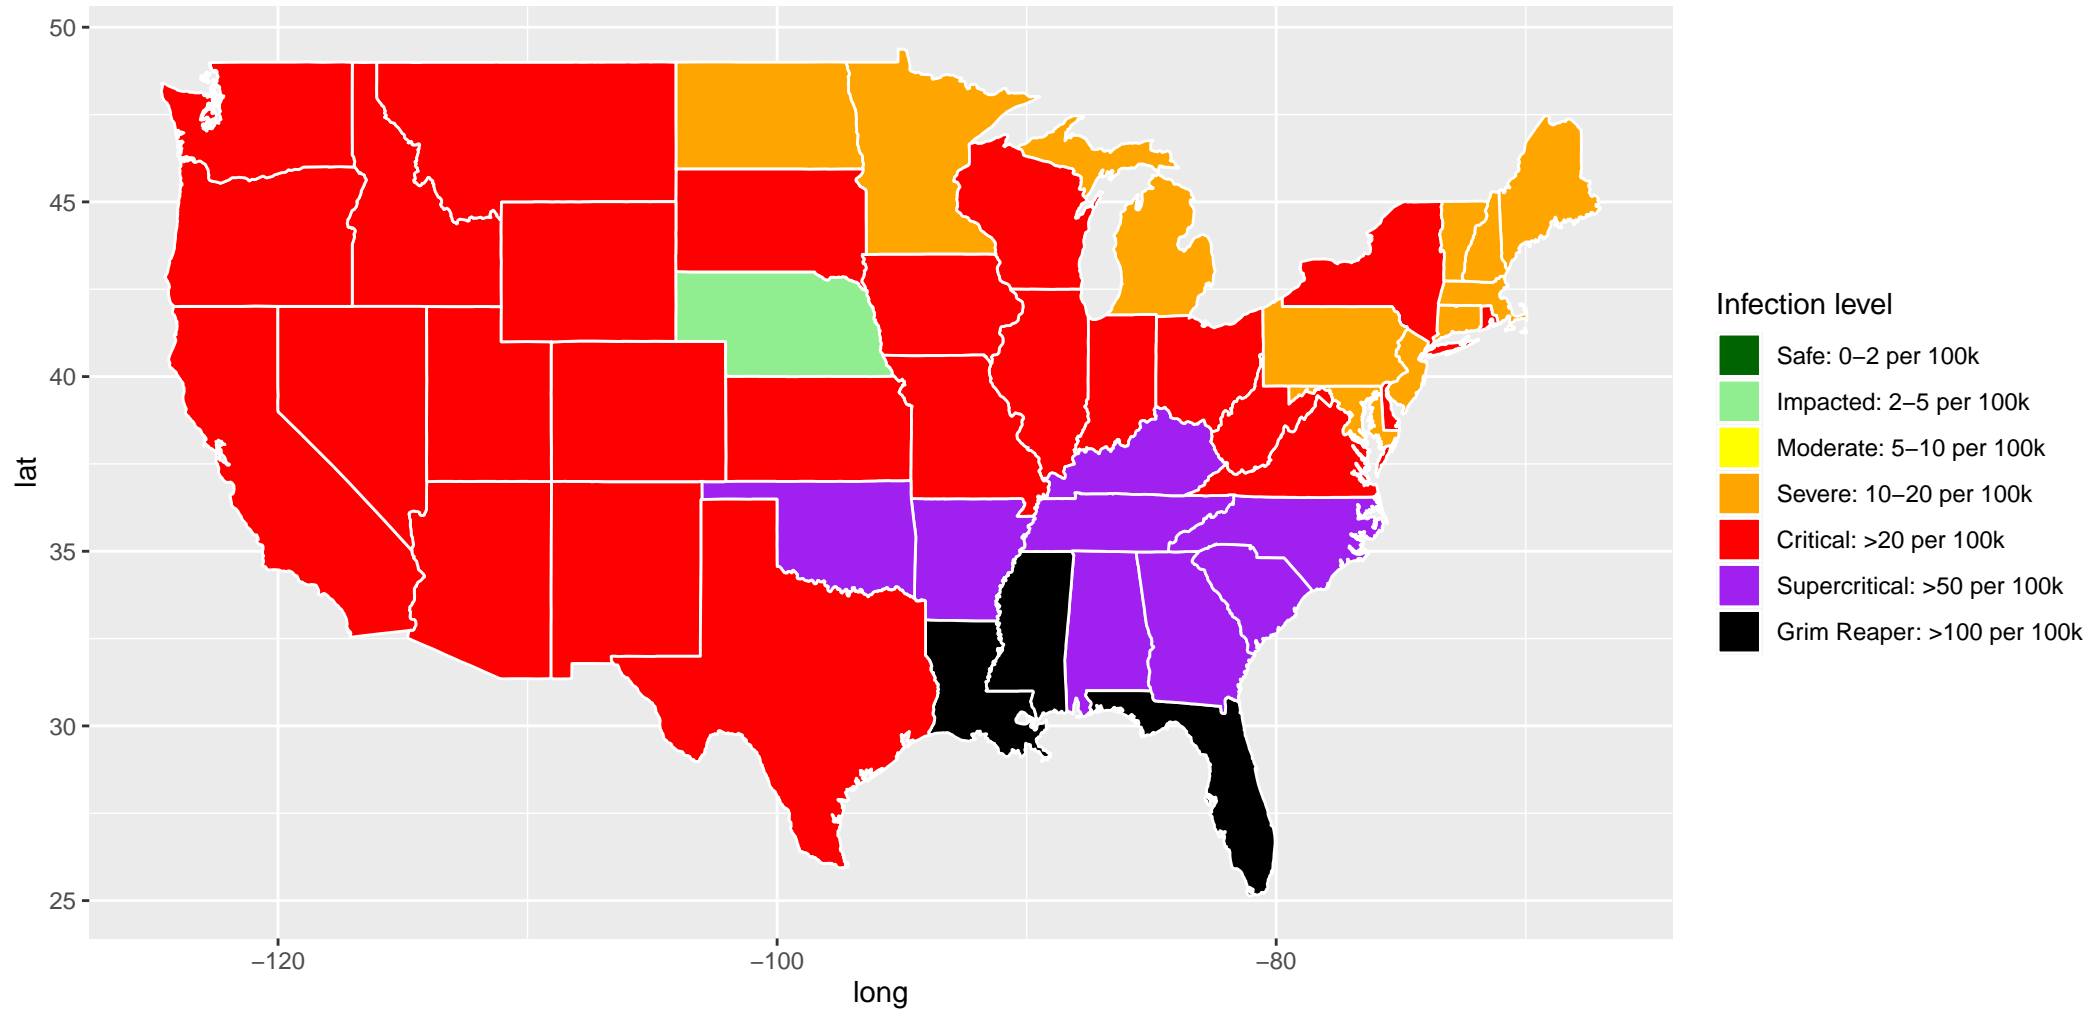 50
45
40
35
30
25
lat
−120
−100
−80
long
Infection level
Safe: 0−2 per 100k
Impacted: 2−5 per 100k
Moderate: 5−10 per 100k
Severe: 10−20 per 100k
Critical: >20 per 100k
Supercritical: >50 per 100k
Grim Reaper: >100 per 100k